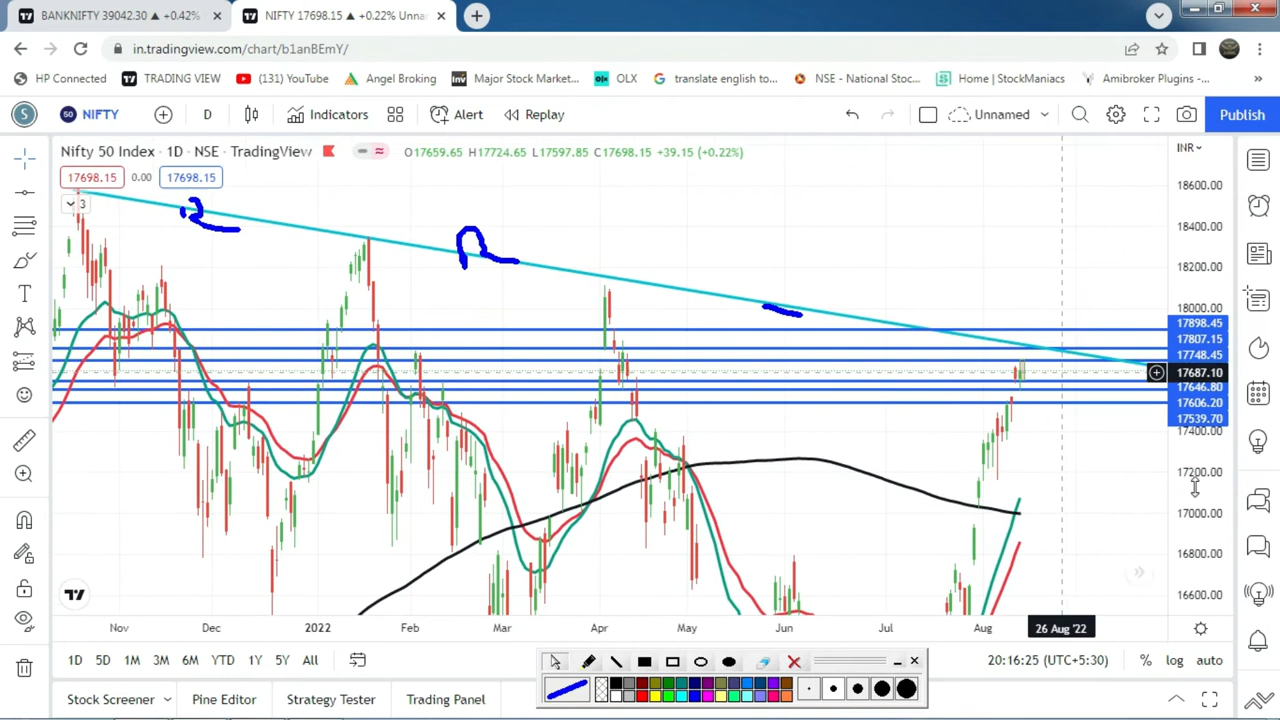 BANKNIFTY 39042.30 ▲ +0.42%
NIFTY 17698.15 ▲ +0.22% Unnar
in.tradingview.com/chart/b1anBEmY/
HP Connected TRADING VIEW (131) YouTube Angel Broking Major Stock Market... OLX translate english to... NSE - National Stoc... Home | StockManiacs Amibroker Plugins -... »
S 50 NIFTY D Indicators Alert Replay Unnamed Publish
Nifty 50 Index · 1D · NSE · TradingView O17659.65 H17724.65 L17597.85 C17698.15 +39.15 (+0.22%) INR
17698.15 0.00 17698.15
3
18600.00
18400.00
18200.00
18000.00
17898.45
17807.15
17748.45
17687.10
17646.80
17606.20
17539.70
17400.00
17200.00
17000.00
16800.00
16600.00
Nov Dec 2022 Feb Mar Apr May Jun Jul Aug 26 Aug '22
1D 5D 1M 3M 6M YTD 1Y 5Y All 20:16:25 (UTC+5:30) % log auto
Stock Screener ne Editor Strategy Tester Trading Panel